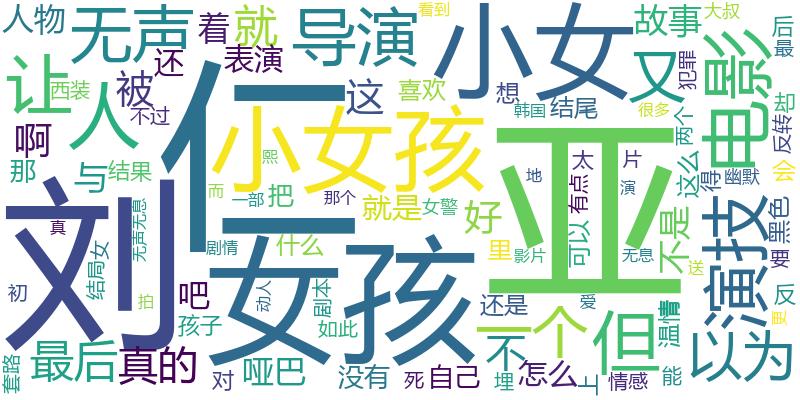 人物
无声
着
就
导演
小女
看到
故事
大叔
后
最
让
西装
人
被
还
不过
表演
这
喜欢
想
韩国
结尾
又
很多
犯罪
电影
两个
却
反转
啊
那
与
结果
仁
小女孩
熙
而
一部
把
那个
就是
女警
好
亚
地
有点
太
片
演
这么
得
幽默
会
刘
真
无声无息
结局
女
初
拍
吧
剧情
女孩
什么
动人
剧本
里
影片
可以
无息
不是
送
演技
黑色
姻
反
更
套路
最后
真的
孩子
对
哑巴
如此
没有
还是
爱
死
自己
一个
不
埋
怎么
上
但
温情
情感
能
以为